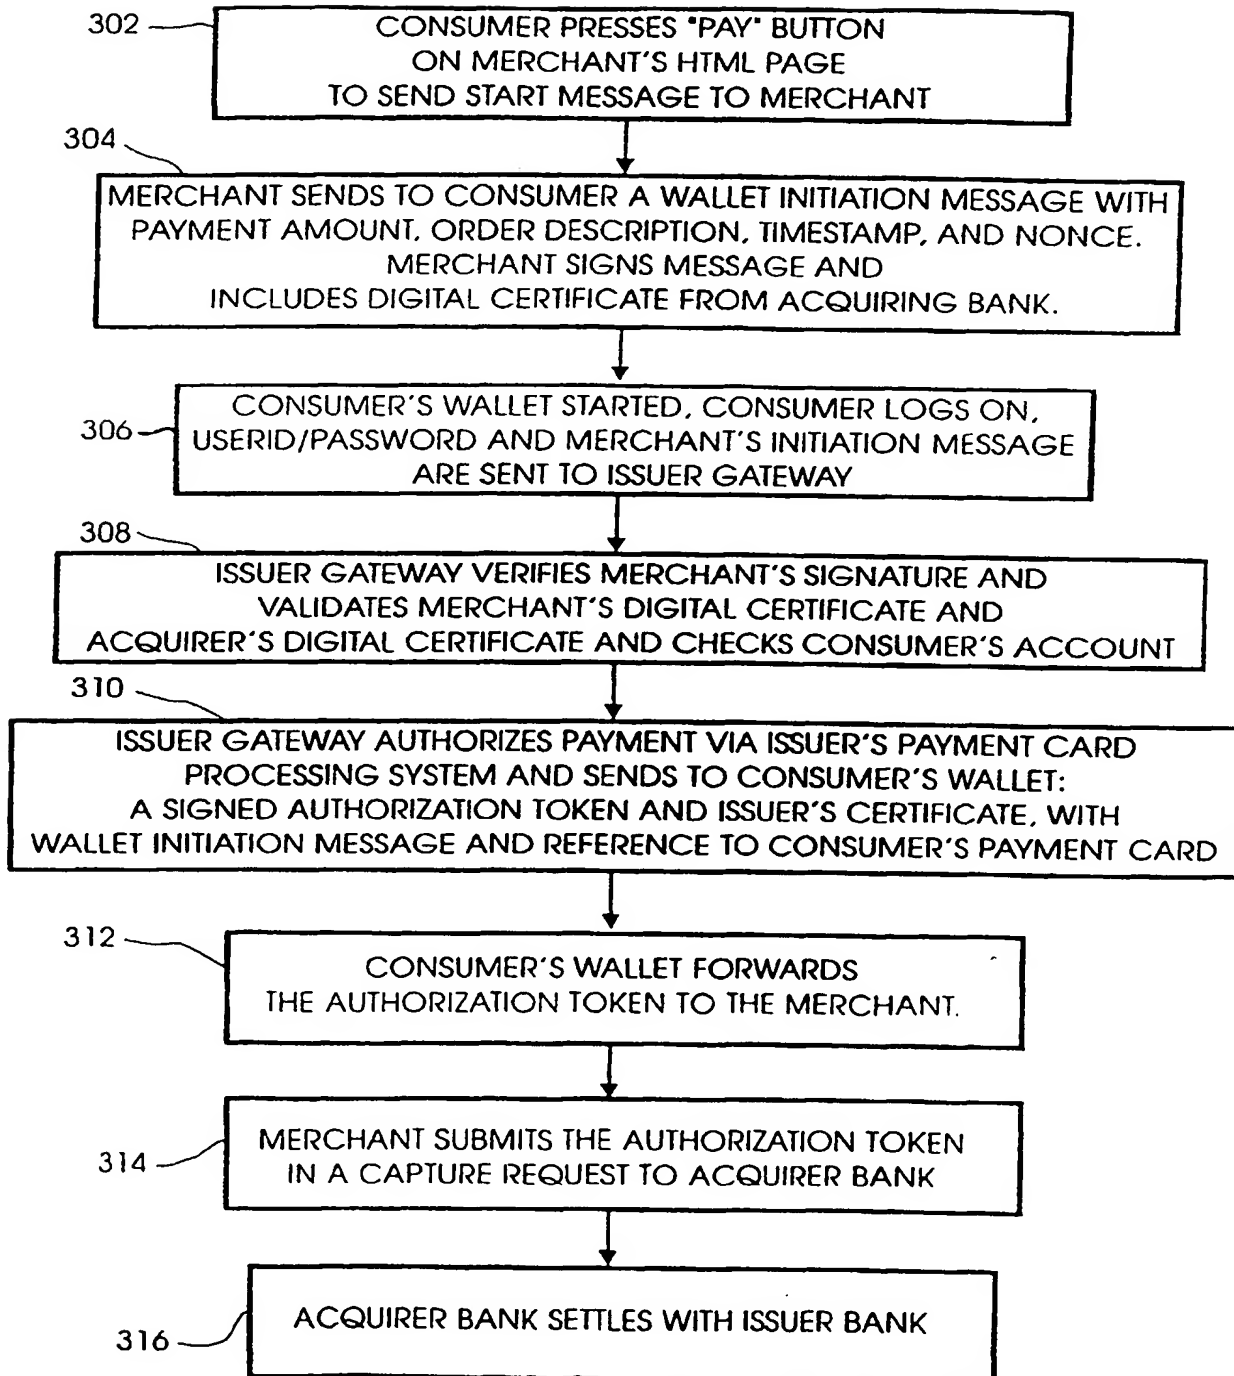 302
CONSUMER PRESSES "PAY" BUTTON
ON MERCHANT'S HTML PAGE
TO SEND START MESSAGE TO MERCHANT
304
MERCHANT SENDS TO CONSUMER A WALLET INITIATION MESSAGE WITH
PAYMENT AMOUNT, ORDER DESCRIPTION, TIMESTAMP, AND NONCE.
MERCHANT SIGNS MESSAGE AND
INCLUDES DIGITAL CERTIFICATE FROM ACQUIRING BANK.
306
CONSUMER'S WALLET STARTED, CONSUMER LOGS ON,
USERID/PASSWORD AND MERCHANT'S INITIATION MESSAGE
ARE SENT TO ISSUER GATEWAY
308
ISSUER GATEWAY VERIFIES MERCHANT'S SIGNATURE AND
VALIDATES MERCHANT'S DIGITAL CERTIFICATE AND
ACQUIRER'S DIGITAL CERTIFICATE AND CHECKS CONSUMER'S ACCOUNT
310
ISSUER GATEWAY AUTHORIZES PAYMENT VIA ISSUER'S PAYMENT CARD
PROCESSING SYSTEM AND SENDS TO CONSUMER'S WALLET:
A SIGNED AUTHORIZATION TOKEN AND ISSUER'S CERTIFICATE, WITH
WALLET INITIATION MESSAGE AND REFERENCE TO CONSUMER'S PAYMENT CARD
312
CONSUMER'S WALLET FORWARDS
THE AUTHORIZATION TOKEN TO THE MERCHANT.
314
MERCHANT SUBMITS THE AUTHORIZATION TOKEN
IN A CAPTURE REQUEST TO ACQUIRER BANK
316
ACQUIRER BANK SETTLES WITH ISSUER BANK